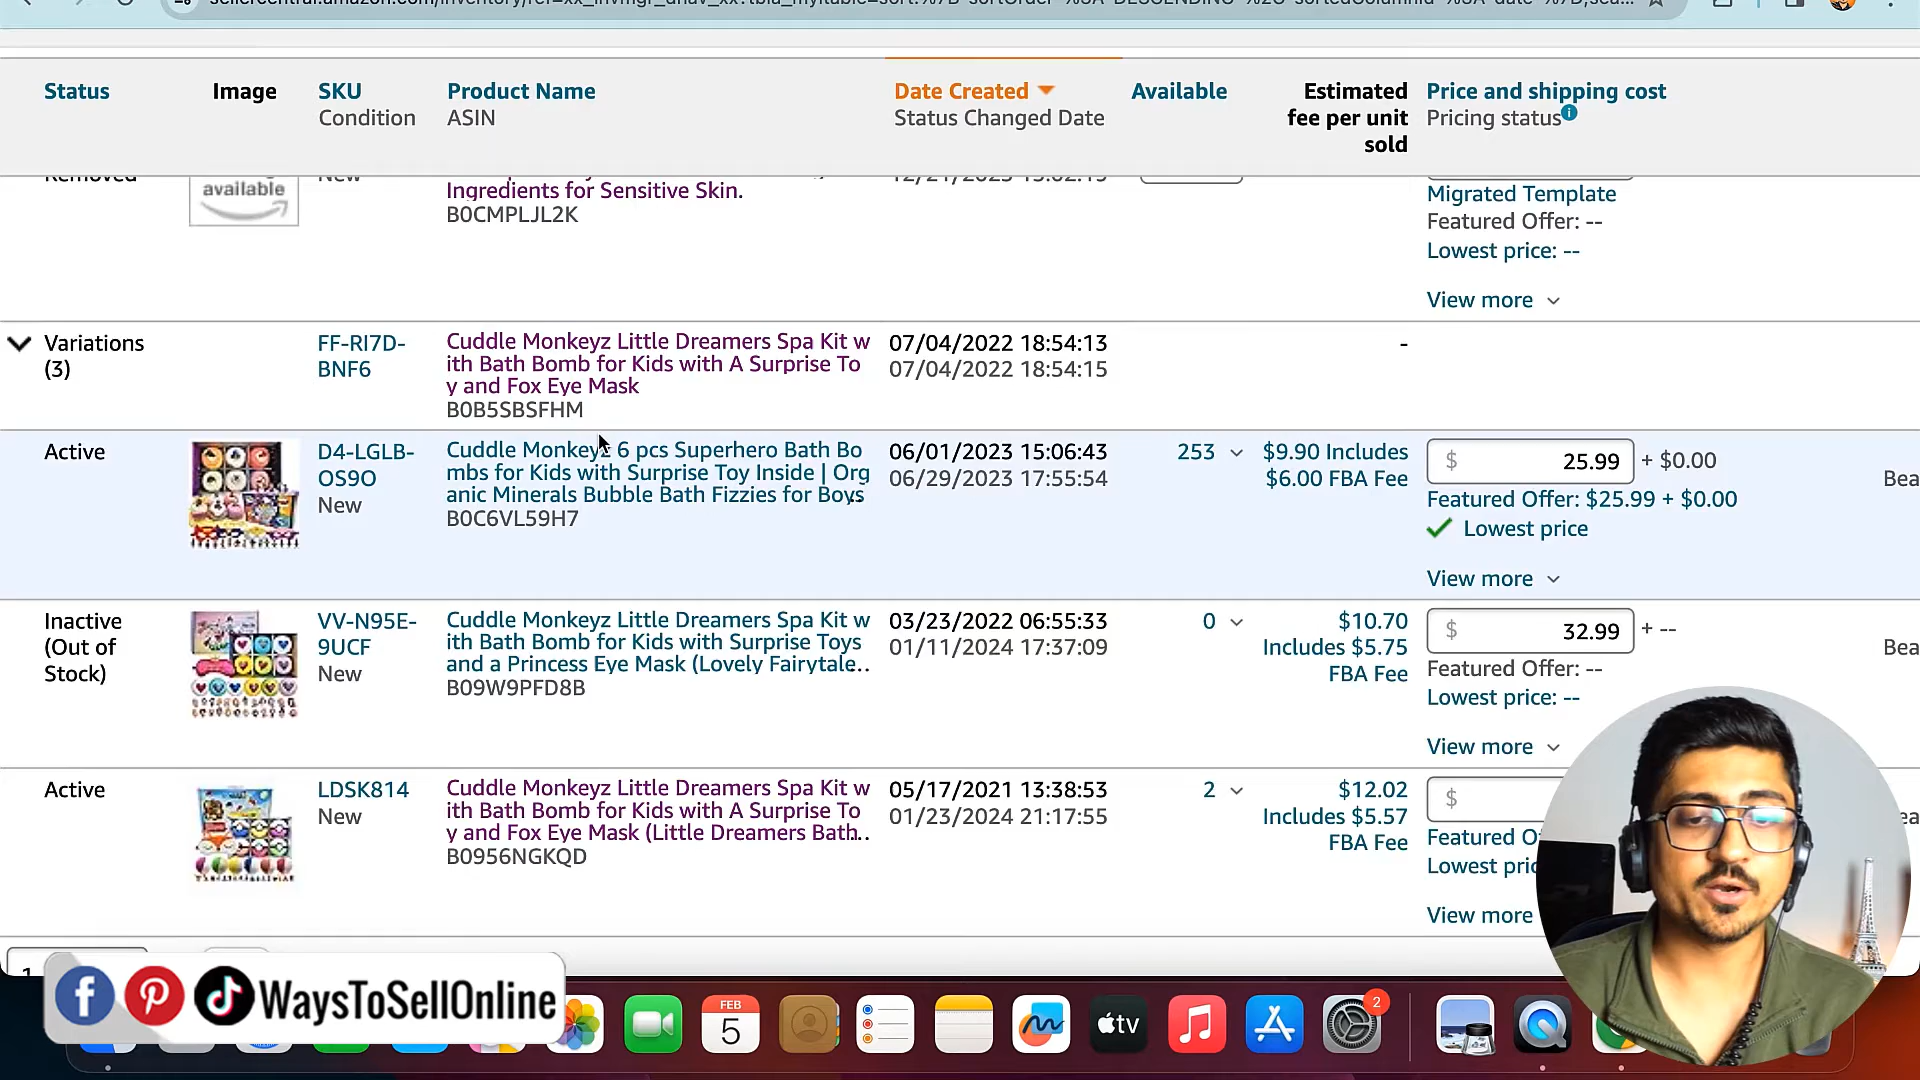 Status
Image
SKU
Condition
Product Name
ASIN
Date Created
Status Changed Date
Available
Estimated
fee per unit
sold
Price and shipping cost
Pricing status
Removed
available
New
Ingredients for Sensitive Skin.
B0CMPLJL2K
Migrated Template
Featured Offer: --
Lowest price: --
View more
Variations
(3)
FF-RI7D-
BNF6
Cuddle Monkeyz Little Dreamers Spa Kit w
ith Bath Bomb for Kids with A Surprise To
y and Fox Eye Mask
B0B5SBSFHM
07/04/2022 18:54:13
07/04/2022 18:54:15
-
Active
D4-LGLB-
OS9O
New
Cuddle Monkeyz 6 pcs Superhero Bath Bo
mbs for Kids with Surprise Toy Inside | Org
anic Minerals Bubble Bath Fizzies for Boys
B0C6VL59H7
06/01/2023 15:06:43
06/29/2023 17:55:54
253
$9.90 Includes
$6.00 FBA Fee
$ 25.99 + $0.00
Featured Offer: $25.99 + $0.00
Lowest price
View more
Bea
Inactive
(Out of
Stock)
VV-N95E-
9UCF
New
Cuddle Monkeyz Little Dreamers Spa Kit w
ith Bath Bomb for Kids with Surprise Toys
and a Princess Eye Mask (Lovely Fairytale..
B09W9PFD8B
03/23/2022 06:55:33
01/11/2024 17:37:09
0
$10.70
Includes $5.75
FBA Fee
$ 32.99 + --
Featured Offer: --
Lowest price: --
View more
Bea
Active
LDSK814
New
Cuddle Monkeyz Little Dreamers Spa Kit w
ith Bath Bomb for Kids with A Surprise To
y and Fox Eye Mask (Little Dreamers Bath..
B0956NGKQD
05/17/2021 13:38:53
01/23/2024 21:17:55
2
$12.02
Includes $5.57
FBA Fee
$
Featured O
Lowest pric
View more
ea
1
WaysToSellOnline
FEB
5
tv
2